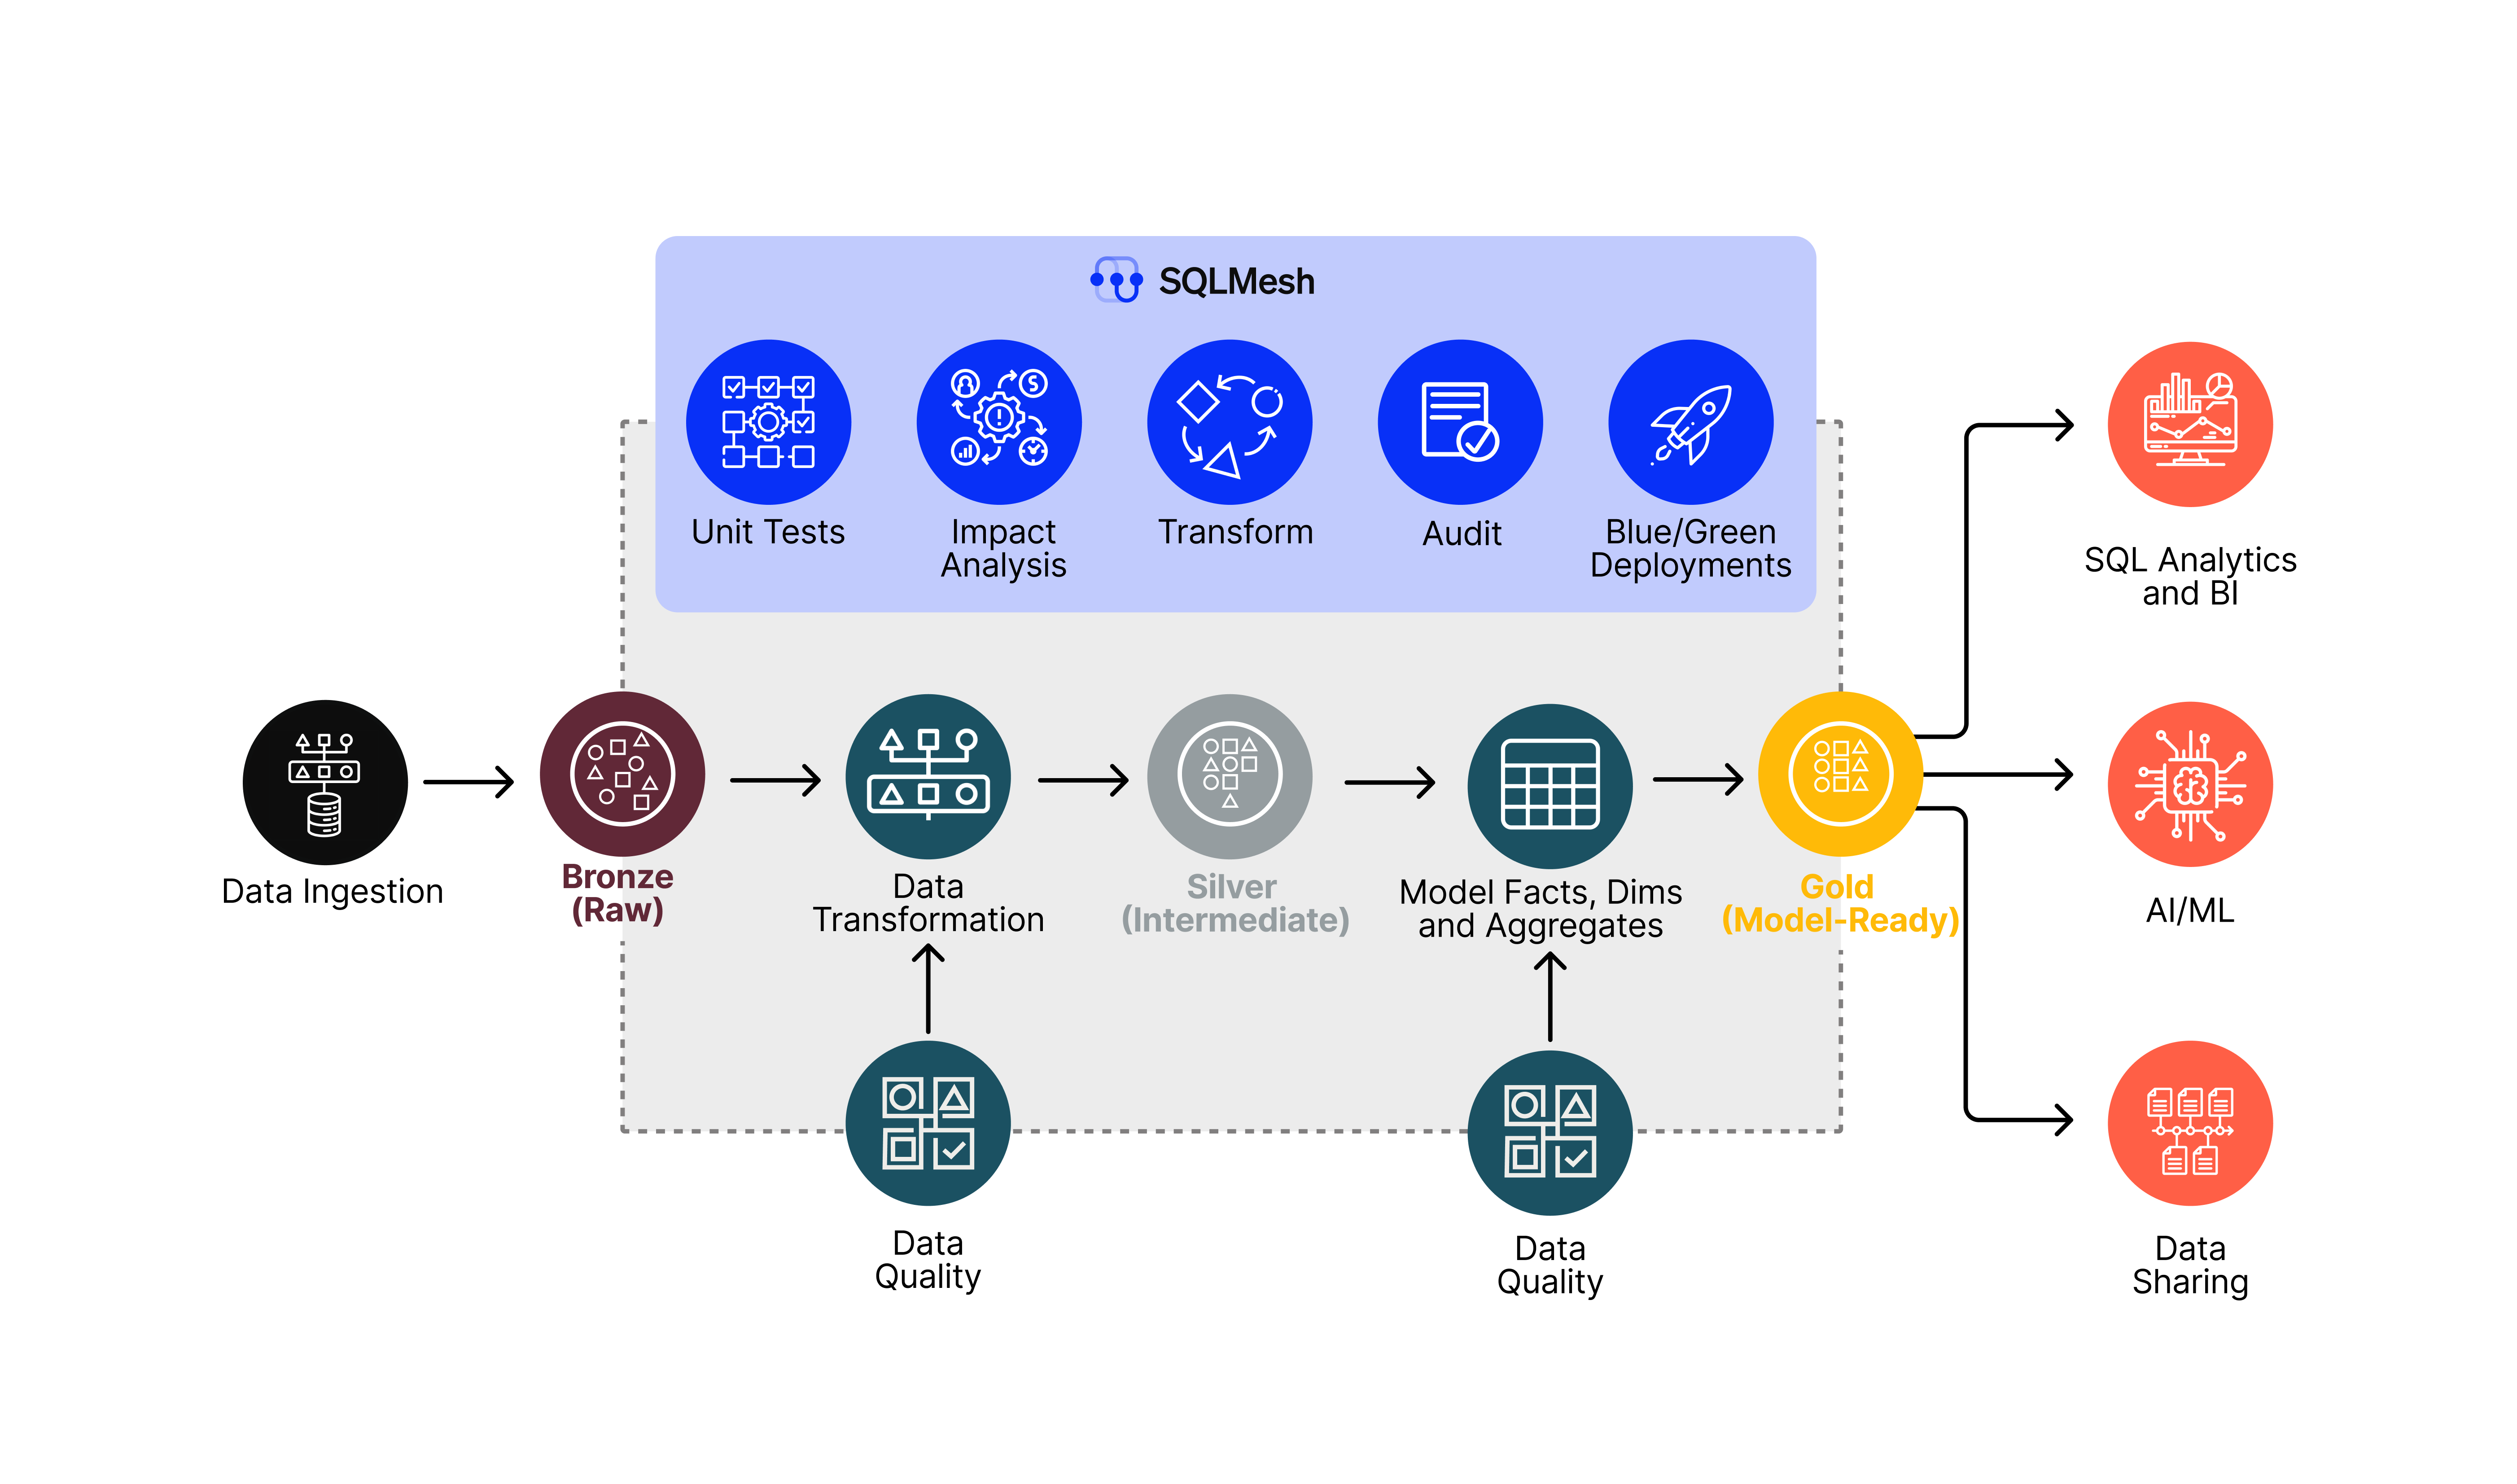 SQLMesh
Unit Tests
Impact
Analysis
Transform
Audit
Blue/Green
Deployments
SQL Analytics
and BI
Data Ingestion
Bronze
(Raw)
Data
Transformation
Silver
(Intermediate)
Model Facts, Dims
and Aggregates
Gold
(Model-Ready)
AI/ML
Data
Quality
Data
Quality
Data
Sharing